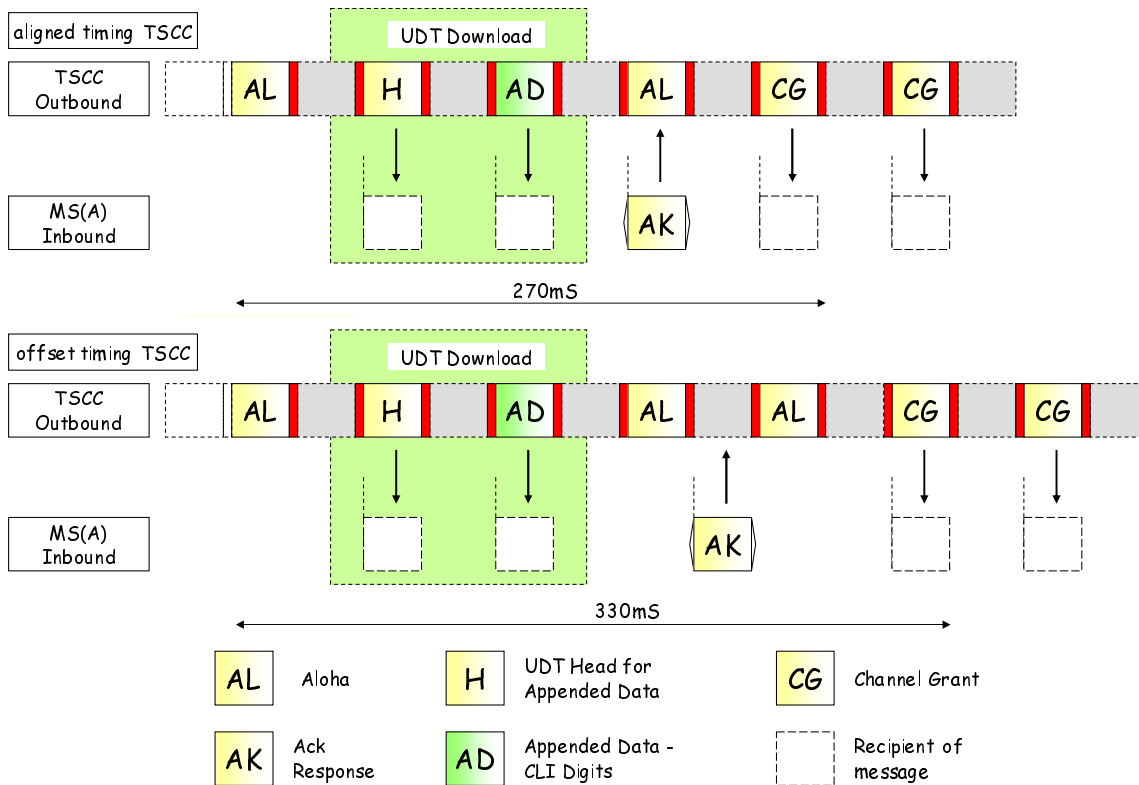 aligned timing TSCC
UDT Download
TSCC
Outbound
AL H AD AL CG CG
MS(A)
Inbound
AK
270mS
offset timing TSCC
UDT Download
TSCC
Outbound
AL H AD AL AL CG CG
MS(A)
Inbound
AK
330mS
AL
Aloha
H
UDT Head for
Appended Data
CG
Channel Grant
AK
Ack
Response
AD
Appended Data -
CLI Digits
Recipient of
message